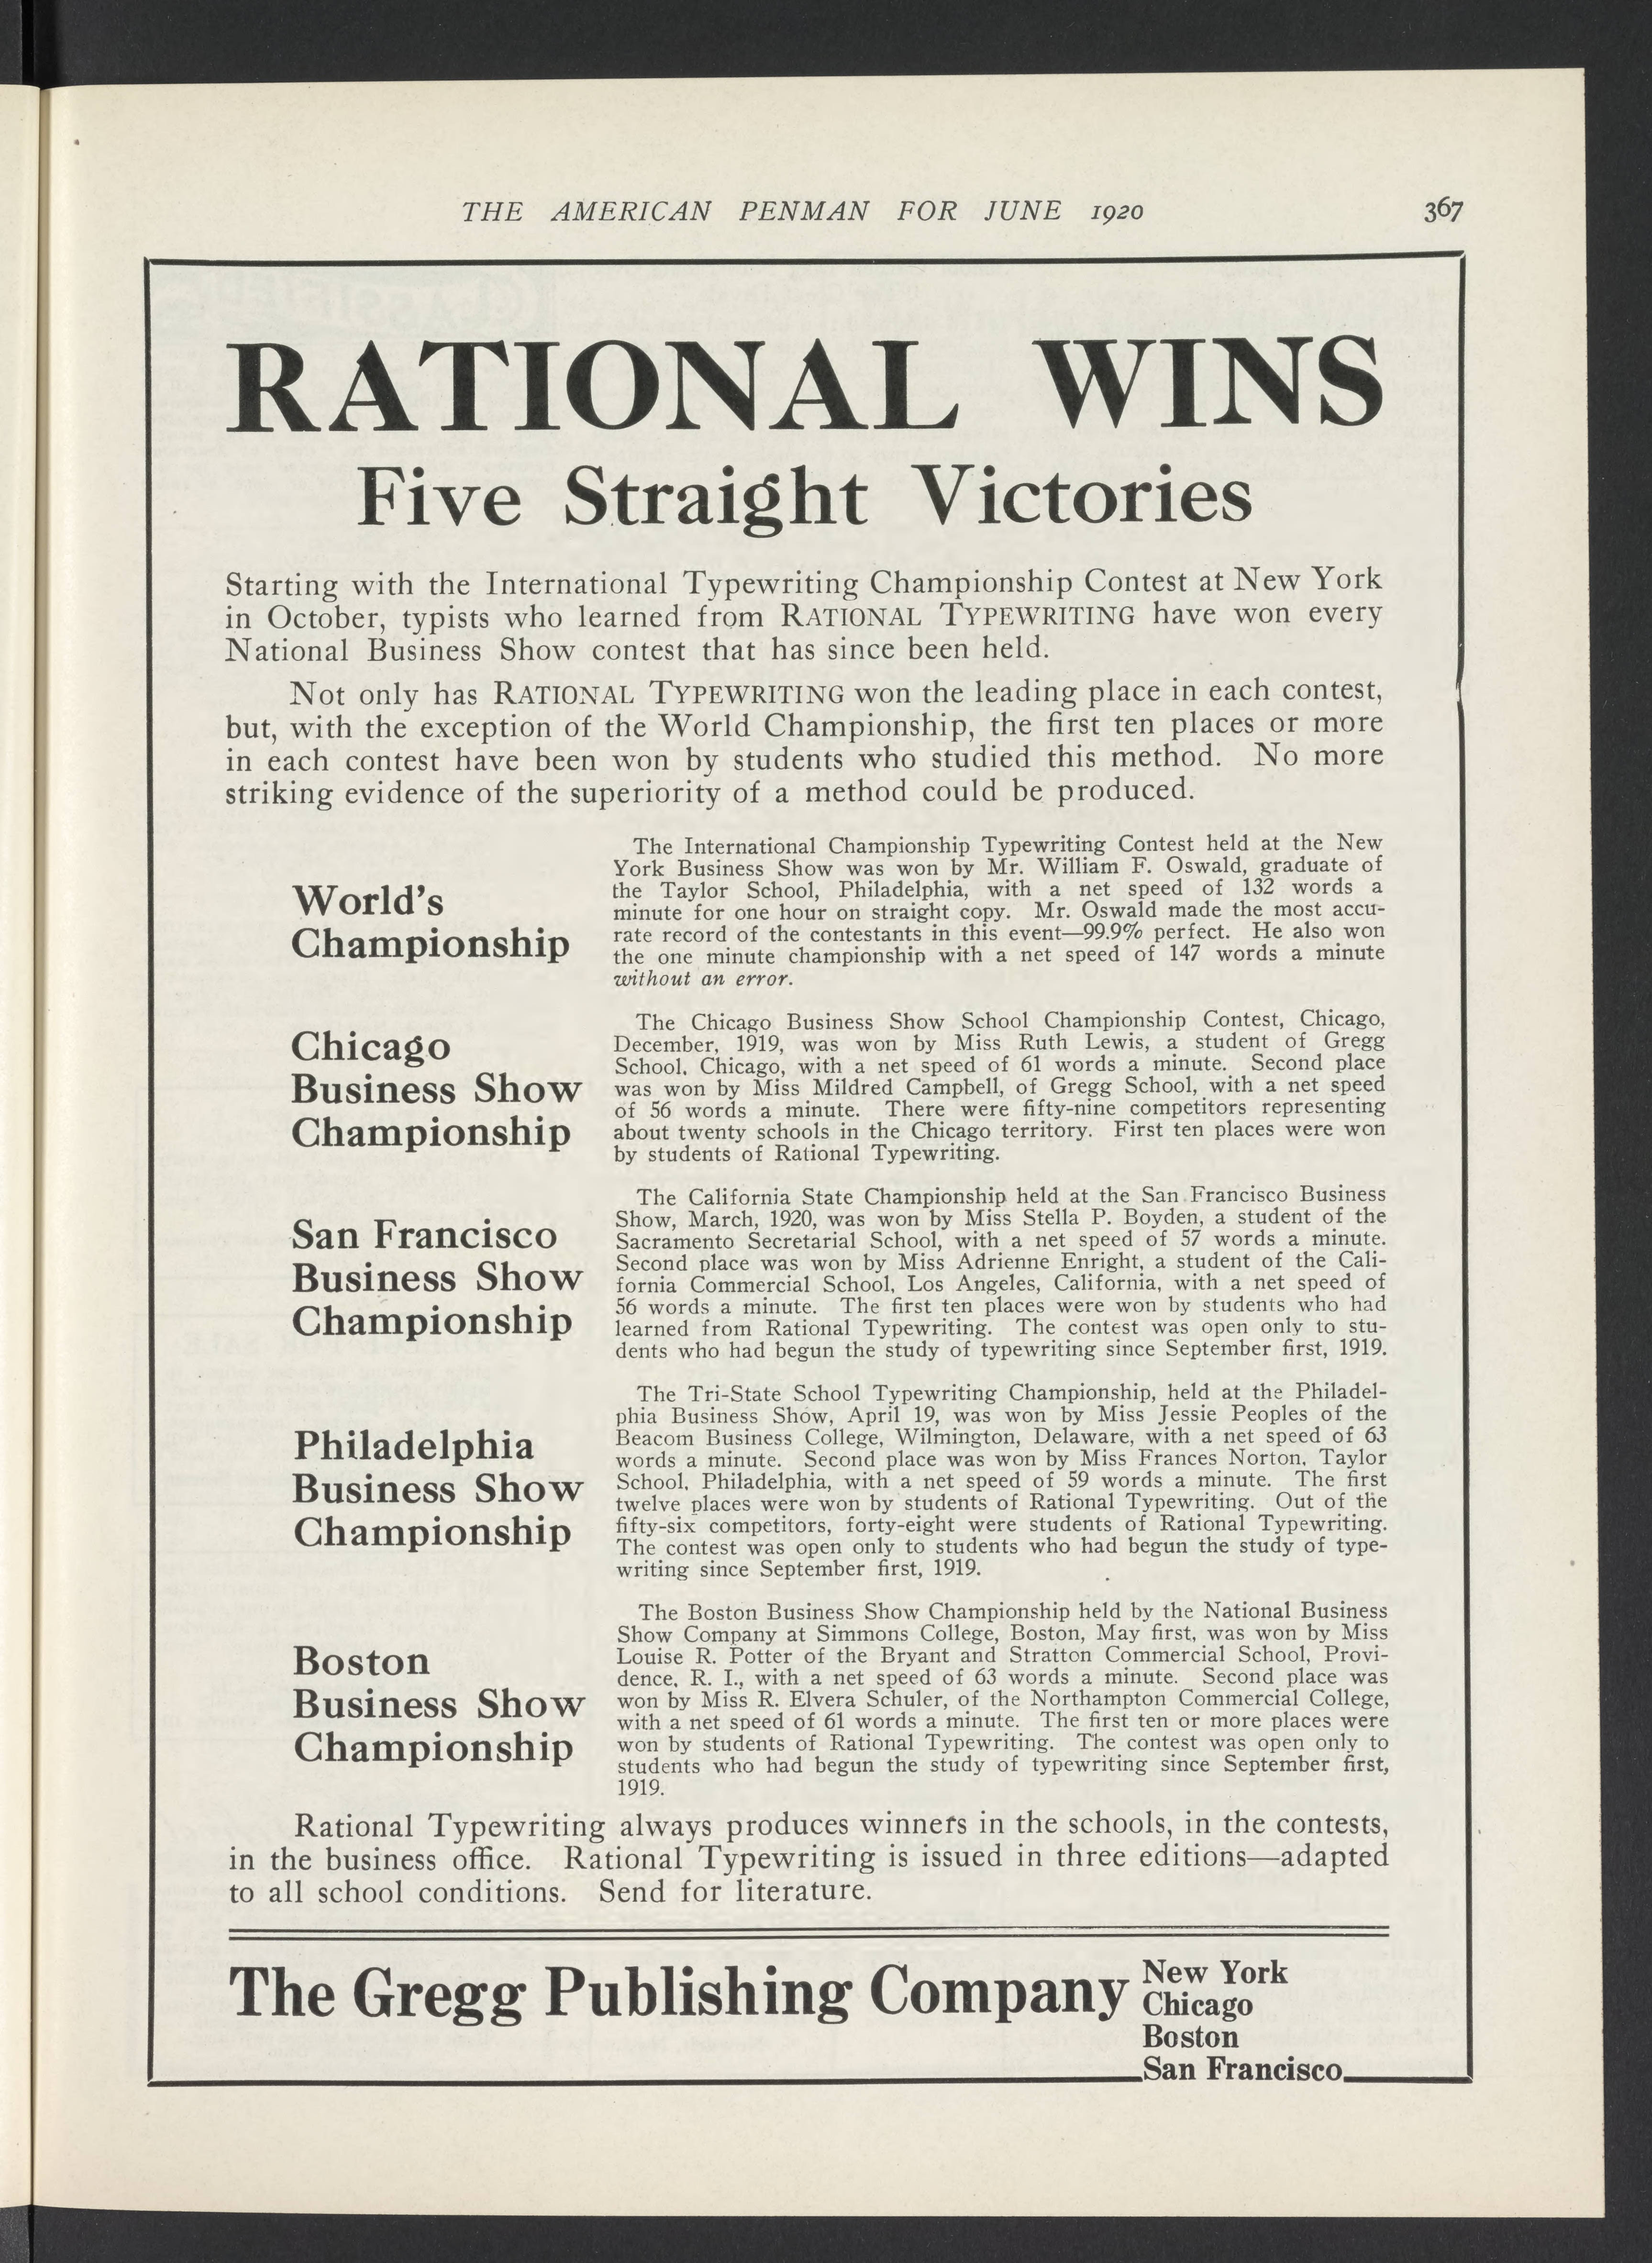 THE AMERICAN PENMAN FOR JUNE 1920 367
RATIONAL WINS
Five Straight Victories
Starting with the International Typewriting Championship Contest at New York
in October, typists who learned from RATIONAL TYPEWRITING have won every
National Business Show contest that has since been held.
Not only has RATIONAL TYPEWRITING won the leading place in each contest,
but, with the exception of the World Championship, the first ten places or more
in each contest have been won by students who studied this method. No more
striking evidence of the superiority of a method could be produced.
World's
Championship
The International Championship Typewriting Contest held at the New
York Business Show was won by Mr. William F. Oswald, graduate of
the Taylor School, Philadelphia, with a net speed of 132 words a
minute for one hour on straight copy. Mr. Oswald made the most accu-
rate record of the contestants in this event—99.9% perfect. He also won
the one minute championship with a net speed of 147 words a minute
without an error.
Chicago
Business Show
Championship
The Chicago Business Show School Championship Contest, Chicago,
December, 1919, was won by Miss Ruth Lewis, a student of Gregg
School, Chicago, with a net speed of 61 words a minute. Second place
was won by Miss Mildred Campbell, of Gregg School, with a net speed
of 56 words a minute. There were fifty-nine competitors representing
about twenty schools in the Chicago territory. First ten places were won
by students of Rational Typewriting.
San Francisco
Business Show
Championship
The California State Championship held at the San Francisco Business
Show, March, 1920, was won by Miss Stella P. Boyden, a student of the
Sacramento Secretarial School, with a net speed of 57 words a minute.
Second place was won by Miss Adrienne Enright, a student of the Cali-
fornia Commercial School, Los Angeles, California, with a net speed of
56 words a minute. The first ten places were won by students who had
learned from Rational Typewriting. The contest was open only to stu-
dents who had begun the study of typewriting since September first, 1919.
Philadelphia
Business Show
Championship
The Tri-State School Typewriting Championship, held at the Philadel-
phia Business Show, April 19, was won by Miss Jessie Peoples of the
Beacom Business College, Wilmington, Delaware, with a net speed of 63
words a minute. Second place was won by Miss Frances Norton, Taylor
School, Philadelphia, with a net speed of 59 words a minute. The first
twelve places were won by students of Rational Typewriting. Out of the
fifty-six competitors, forty-eight were students of Rational Typewriting.
The contest was open only to students who had begun the study of type-
writing since September first, 1919.
Boston
Business Show
Championship
The Boston Business Show Championship held by the National Business
Show Company at Simmons College, Boston, May first, was won by Miss
Louise R. Potter of the Bryant and Stratton Commercial School, Provi-
dence, R. I., with a net speed of 63 words a minute. Second place was
won by Miss R. Elvera Schuler, of the Northampton Commercial College,
with a net speed of 61 words a minute. The first ten or more places were
won by students of Rational Typewriting. The contest was open only to
students who had begun the study of typewriting since September first,
1919.
Rational Typewriting always produces winners in the schools, in the contests,
in the business office. Rational Typewriting is issued in three editions—adapted
to all school conditions. Send for literature.
The Gregg Publishing Company
New York
Chicago
Boston
San Francisco